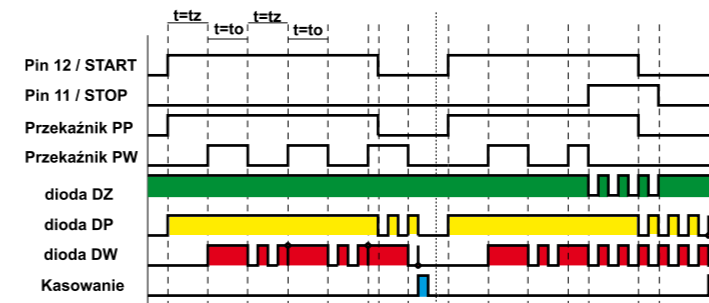 t=tz t=tz
t=to t=to
Pin 12 / START
Pin 11 / STOP
Przekaźnik PP
Przekaźnik PW
dioda DZ
dioda DP
dioda DW
Kasowanie